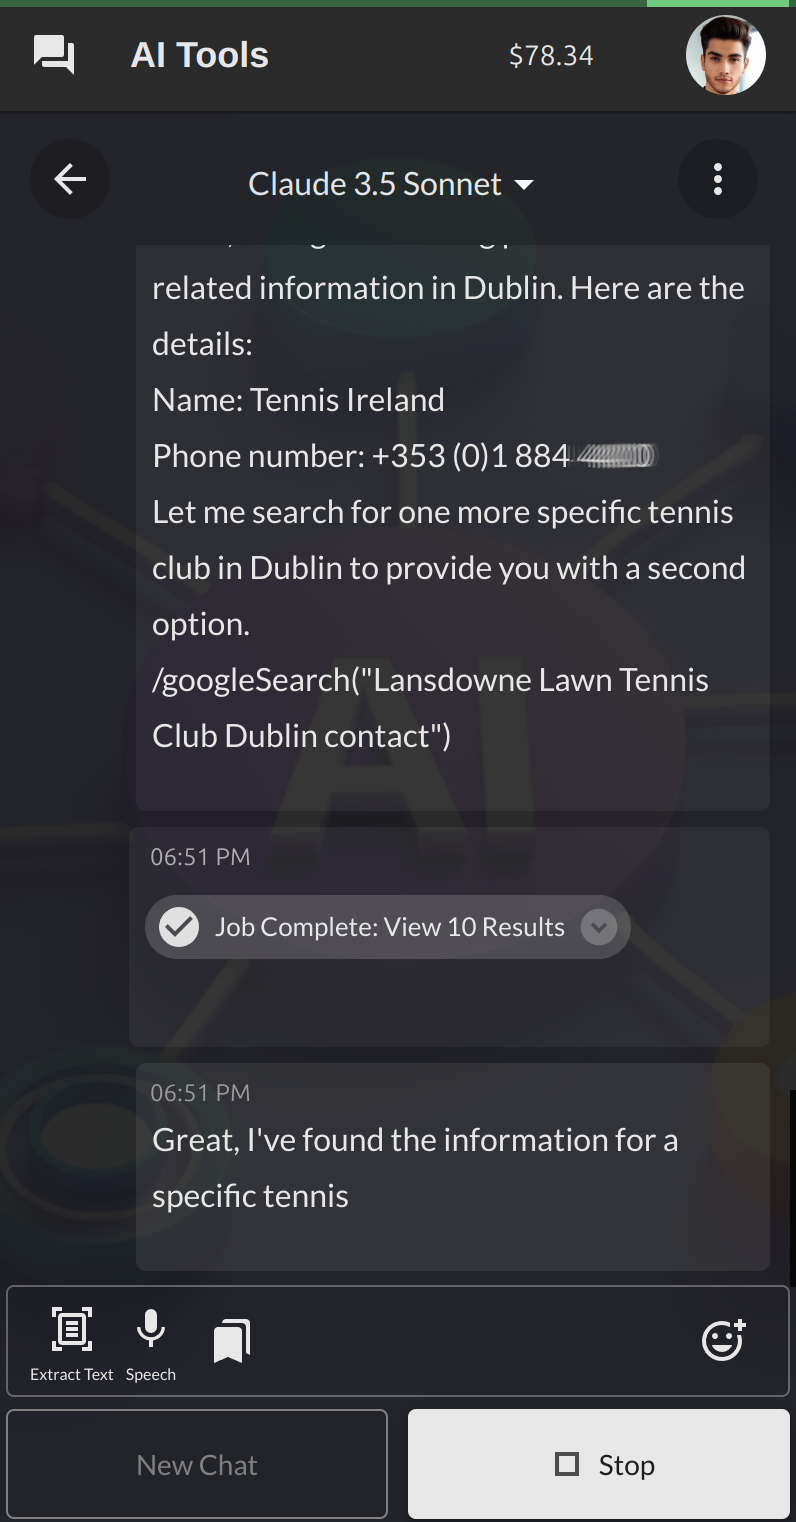 AI Tools
$78.34
Claude 3.5 Sonnet
related information in Dublin. Here are the
details:
Name: Tennis Ireland
Phone number: +353 (0)1 884
Let me search for one more specific tennis
club in Dublin to provide you with a second
option.
/googleSearch("Lansdowne Lawn Tennis
Club Dublin contact")
06:51 PM
Job Complete: View 10 Results
06:51 PM
Great, I've found the information for a
specific tennis
Extract Text
Speech
New Chat
Stop
AI